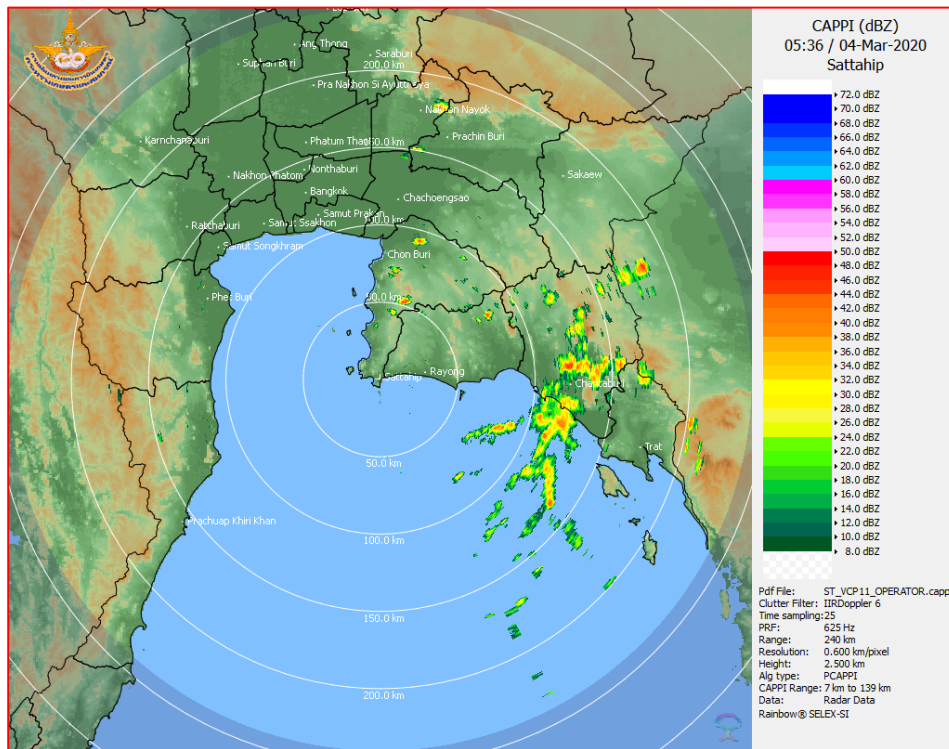 CAPPI (dBZ)
05:36 / 04-Mar-2020
Sattahip
72.0 dBZ
70.0 dBZ
68.0 dBZ
66.0 dBZ
64.0 dBZ
62.0 dBZ
60.0 dBZ
58.0 dBZ
56.0 dBZ
54.0 dBZ
52.0 dBZ
50.0 dBZ
48.0 dBZ
46.0 dBZ
44.0 dBZ
42.0 dBZ
40.0 dBZ
38.0 dBZ
36.0 dBZ
34.0 dBZ
32.0 dBZ
30.0 dBZ
28.0 dBZ
26.0 dBZ
24.0 dBZ
22.0 dBZ
20.0 dBZ
18.0 dBZ
16.0 dBZ
14.0 dBZ
12.0 dBZ
10.0 dBZ
8.0 dBZ
Pdf File: ST_VCP11_OPERATOR.capp
Clutter Filter: IIRDoppler 6
Time sampling:25
PRF: 625 Hz
Range: 240 km
Resolution: 0.600 km/pixel
Height: 2.500 km
Alg type: PCAPPI
CAPPI Range: 7 km to 139 km
Data: Radar Data
Rainbow® SELEX-SI
Ang Thong
Saraburi
Suphan Buri
200.0 km
Pra Nakhon Si Ayutthaya
Nakhon Nayok
Prachin Buri
Karnchanaburi
Phatum Thani
Nonthaburi
Nakhon Phatom
Sakaew
Bangkok
Chachoengsao
Samut Prakan
Samut Ssakhon
Ratchaburi
100.0 km
Samut Songkhram
Chon Buri
Phet Buri
50.0 km
Rayong
Sattahip
Trat
50.0 km
Prachuap Khiri Khan
100.0 km
150.0 km
200.0 km